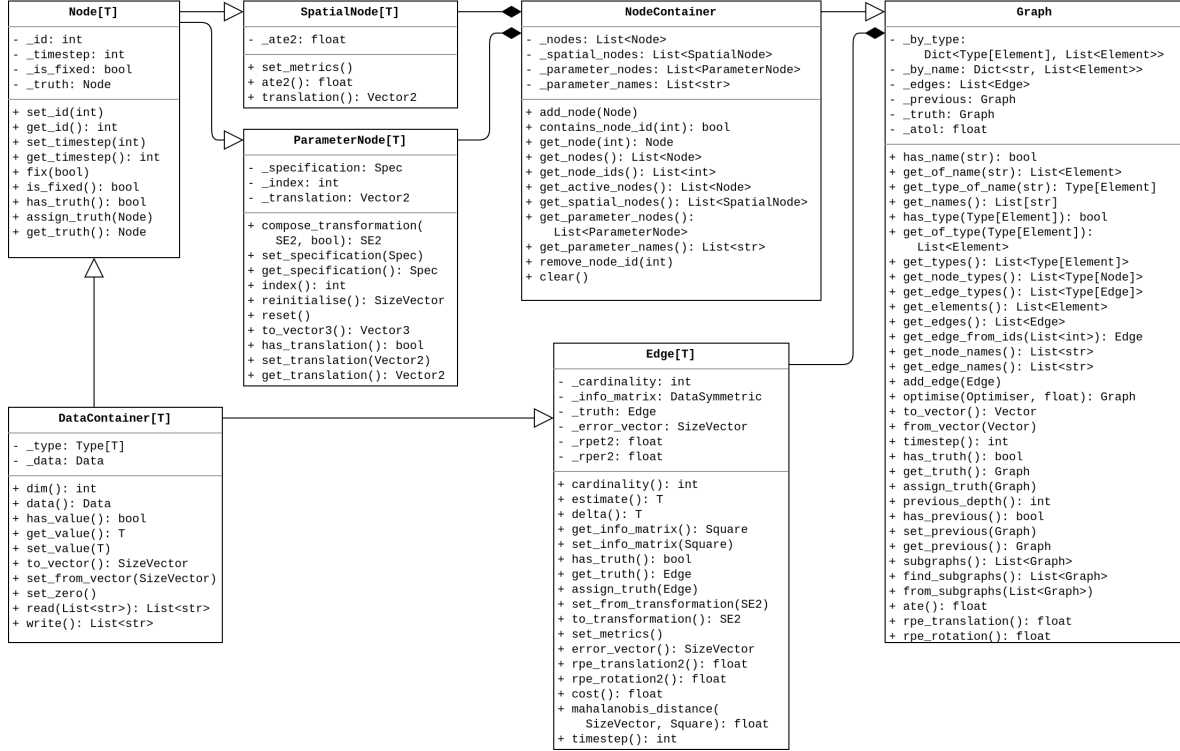 Node[T]
- _id: int
- _timestep: int
- _is_fixed: bool
- _truth: Node
+ set_id(int)
+ get_id(): int
+ set_timestep(int)
+ get_timestep(): int
+ fix(bool)
+ is_fixed(): bool
+ has_truth(): bool
+ assign_truth(Node)
+ get_truth(): Node
SpatialNode[T]
- _ate2: float
+ set_metrics()
+ ate2(): float
+ translation(): Vector2
ParameterNode[T]
- _specification: Spec
- _index: int
- _translation: Vector2
+ compose_transformation(
SE2, bool): SE2
+ set_specification(Spec)
+ get_specification(): Spec
+ index(): int
+ reinitialise(): SizeVector
+ reset()
+ to_vector3(): Vector3
+ has_translation(): bool
+ set_translation(Vector2)
+ get_translation(): Vector2
NodeContainer
- _nodes: List<Node>
- _spatial_nodes: List<SpatialNode>
- _parameter_nodes: List<ParameterNode>
- _parameter_names: List<str>
+ add_node(Node)
+ contains_node_id(int): bool
+ get_node(int): Node
+ get_nodes(): List<Node>
+ get_node_ids(): List<int>
+ get_active_nodes(): List<Node>
+ get_spatial_nodes(): List<SpatialNode>
+ get_parameter_nodes():
List<ParameterNode>
+ get_parameter_names(): List<str>
+ remove_node_id(int)
+ clear()
Graph
- _by_type:
Dict<Type[Element], List<Element>>
- _by_name: Dict<str, List<Element>>
- _edges: List<Edge>
- _previous: Graph
- _truth: Graph
- _atol: float
+ has_name(str): bool
+ get_of_name(str): List<Element>
+ get_type_of_name(str): Type[Element]
+ get_names(): List[str]
+ has_type(Type[Element]): bool
+ get_of_type(Type[Element]):
List<Element>
+ get_types(): List<Type[Element]>
+ get_node_types(): List<Type[Node]>
+ get_edge_types(): List<Type[Edge]>
+ get_elements(): List<Element>
+ get_edges(): List<Edge>
+ get_edge_from_ids(List<int>): Edge
+ get_node_names(): List<str>
+ get_edge_names(): List<str>
+ add_edge(Edge)
+ optimise(Optimiser, float): Graph
+ to_vector(): Vector
+ from_vector(Vector)
+ timestep(): int
+ has_truth(): bool
+ get_truth(): Graph
+ assign_truth(Graph)
+ previous_depth(): int
+ has_previous(): bool
+ set_previous(Graph)
+ get_previous(): Graph
+ subgraphs(): List<Graph>
+ find_subgraphs(): List<Graph>
+ from_subgraphs(List<Graph>)
+ ate(): float
+ rpe_translation(): float
+ rpe_rotation(): float
DataContainer[T]
- _type: Type[T]
- _data: Data
+ dim(): int
+ data(): Data
+ has_value(): bool
+ get_value(): T
+ set_value(T)
+ to_vector(): SizeVector
+ set_from_vector(SizeVector)
+ set_zero()
+ read(List<str>): List<str>
+ write(): List<str>
Edge[T]
- _cardinality: int
- _info_matrix: DataSymmetric
- _truth: Edge
- _error_vector: SizeVector
- _rpet2: float
- _rper2: float
+ cardinality(): int
+ estimate(): T
+ delta(): T
+ get_info_matrix(): Square
+ set_info_matrix(Square)
+ has_truth(): bool
+ get_truth(): Edge
+ assign_truth(Edge)
+ set_from_transformation(SE2)
+ to_transformation(): SE2
+ set_metrics()
+ error_vector(): SizeVector
+ rpe_translation2(): float
+ rpe_rotation2(): float
+ cost(): float
+ mahalanobis_distance(
SizeVector, Square): float
+ timestep(): int